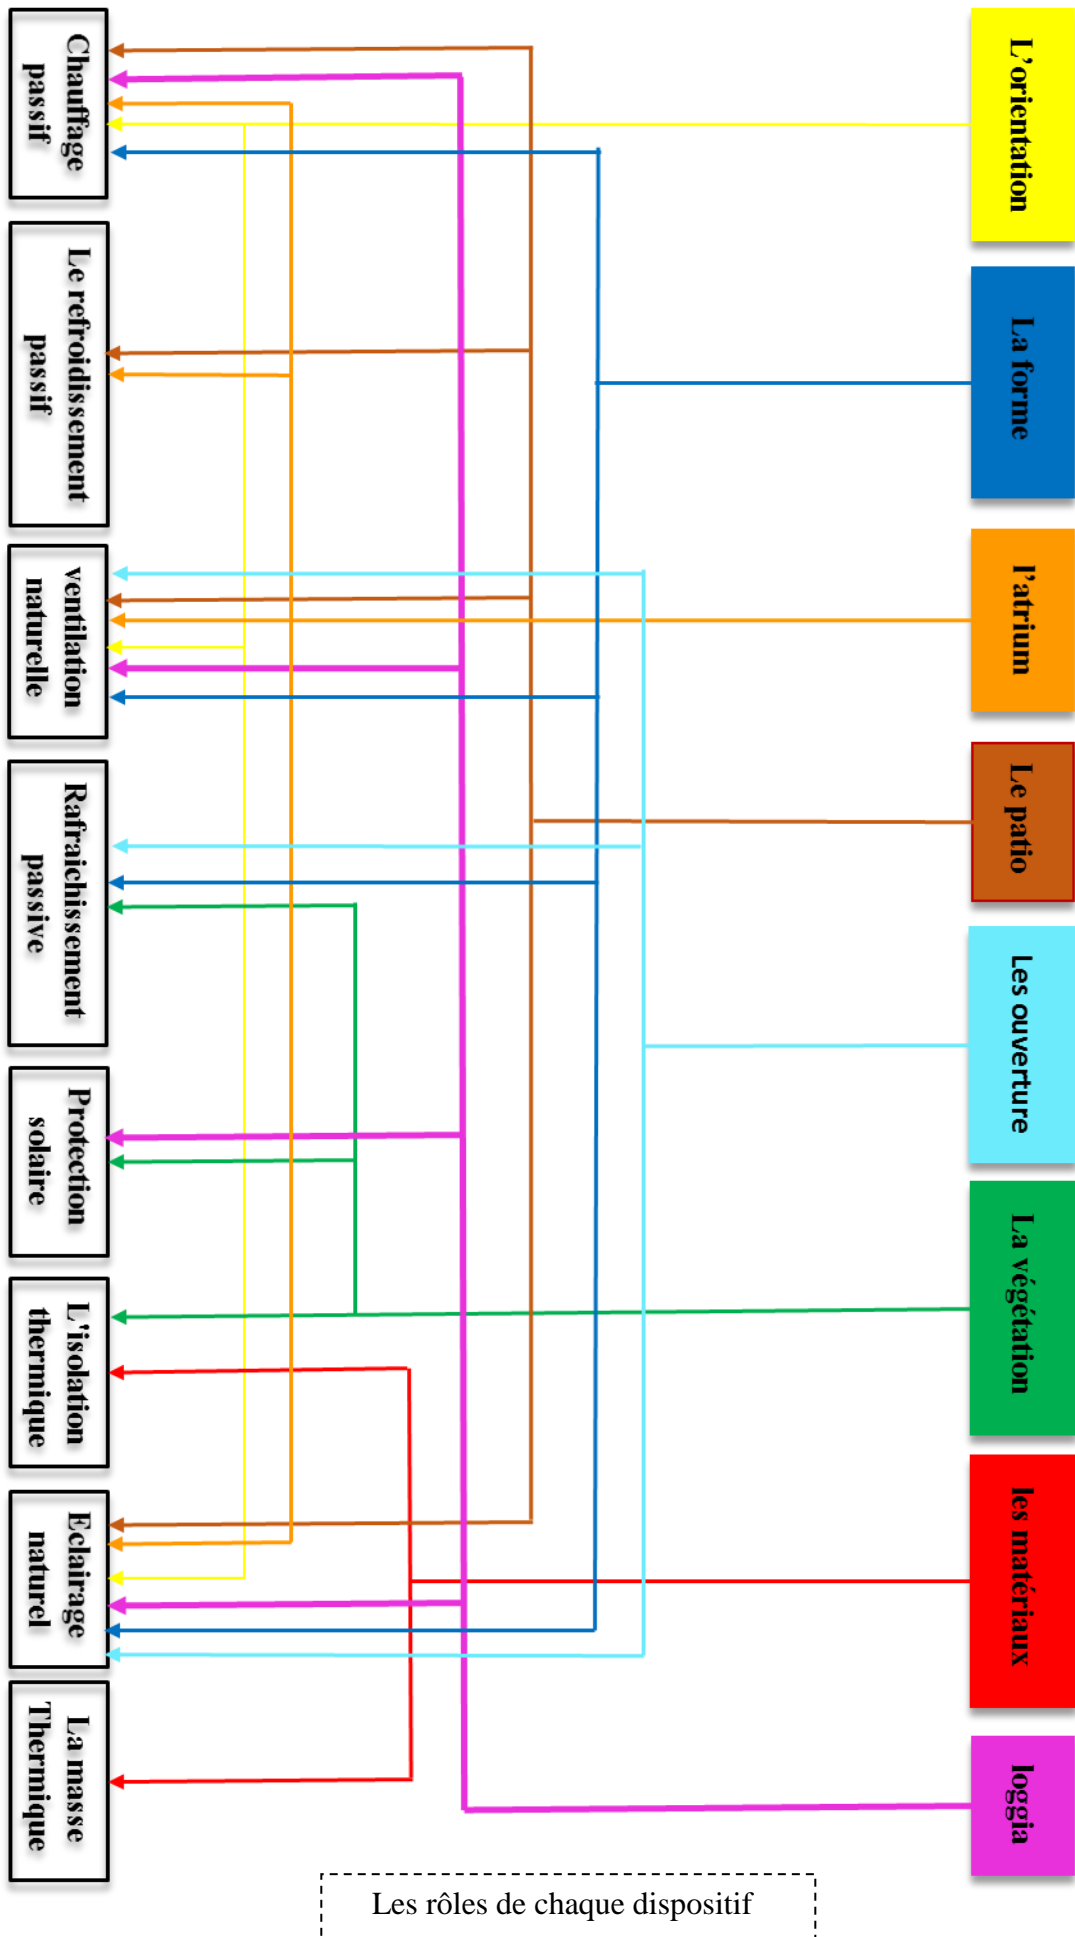 L'orientation
La forme
l'atrium
Le patio
Les ouverture
La végétation
les matériaux
loggia
Chauffage
passif
Le refroidissement
passif
ventilation
naturelle
Rafraichissement
passive
Protection
solaire
L'isolation
thermique
Eclairage
naturel
La masse
Thermique
Les rôles de chaque dispositif